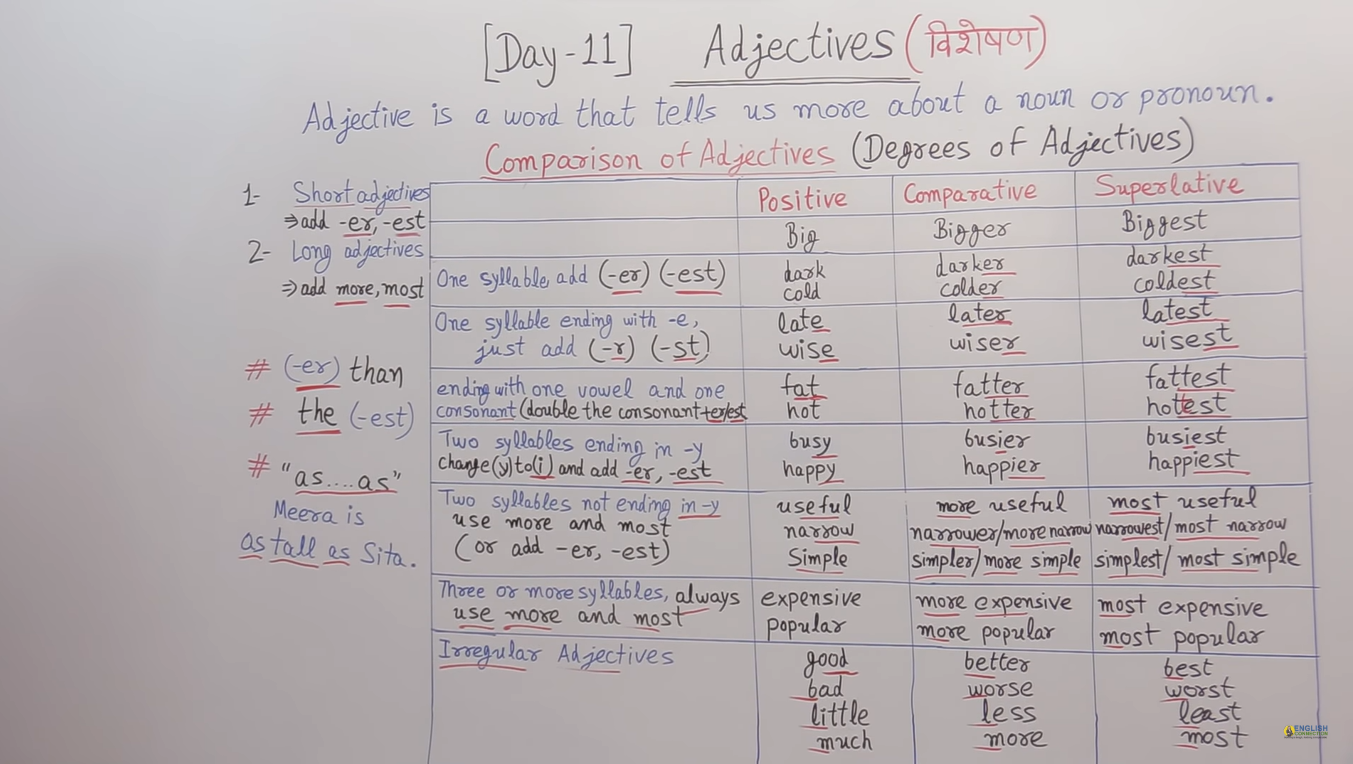 [Day-11] Adjectives (विशेषण)
Adjective is a word that tells us more about a noun or pronoun.
Comparison of Adjectives (Degrees of Adjectives)
1- Short adjectives
⇒ add -er, -est
2- Long adjectives
⇒ add more, most
# (-er) than
# the (-est)
# "as....as"
Meera is
as tall as Sita.
Positive Comparative Superlative
Big Bigger Biggest
One syllable, add (-er) (-est) dark darker darkest
cold colder coldest
One syllable ending with -e, late later latest
just add (-r) (-st) wise wiser wisest
ending with one vowel and one fat fatter fattest
consonant (double the consonant+er/est hot hotter hottest
Two syllables ending in -y busy busier busiest
change(y)to(i) and add -er, -est happy happier happiest
Two syllables not ending in -y useful more useful most useful
use more and most narrow narrower/more narrow narrowest/most narrow
(or add -er, -est) Simple simpler/more simple simplest/most simple
Three or more syllables, always expensive more expensive most expensive
use more and most popular more popular most popular
Irregular Adjectives good better best
bad worse worst
little less least
much more most
ENGLISH
CONNECTION